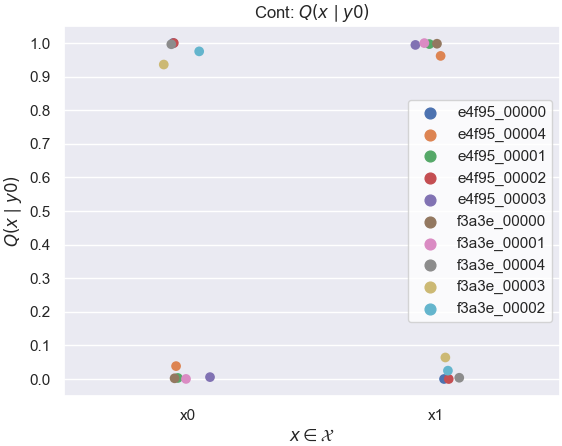 Cont: Q(x | y0)
1.0
0.9
0.8
0.7
0.6
0.5
0.4
0.3
0.2
0.1
0.0
Q(x | y0)
e4f95_00000
e4f95_00004
e4f95_00001
e4f95_00002
e4f95_00003
f3a3e_00000
f3a3e_00001
f3a3e_00004
f3a3e_00003
f3a3e_00002
x0 x1
x ∈ 𝒳